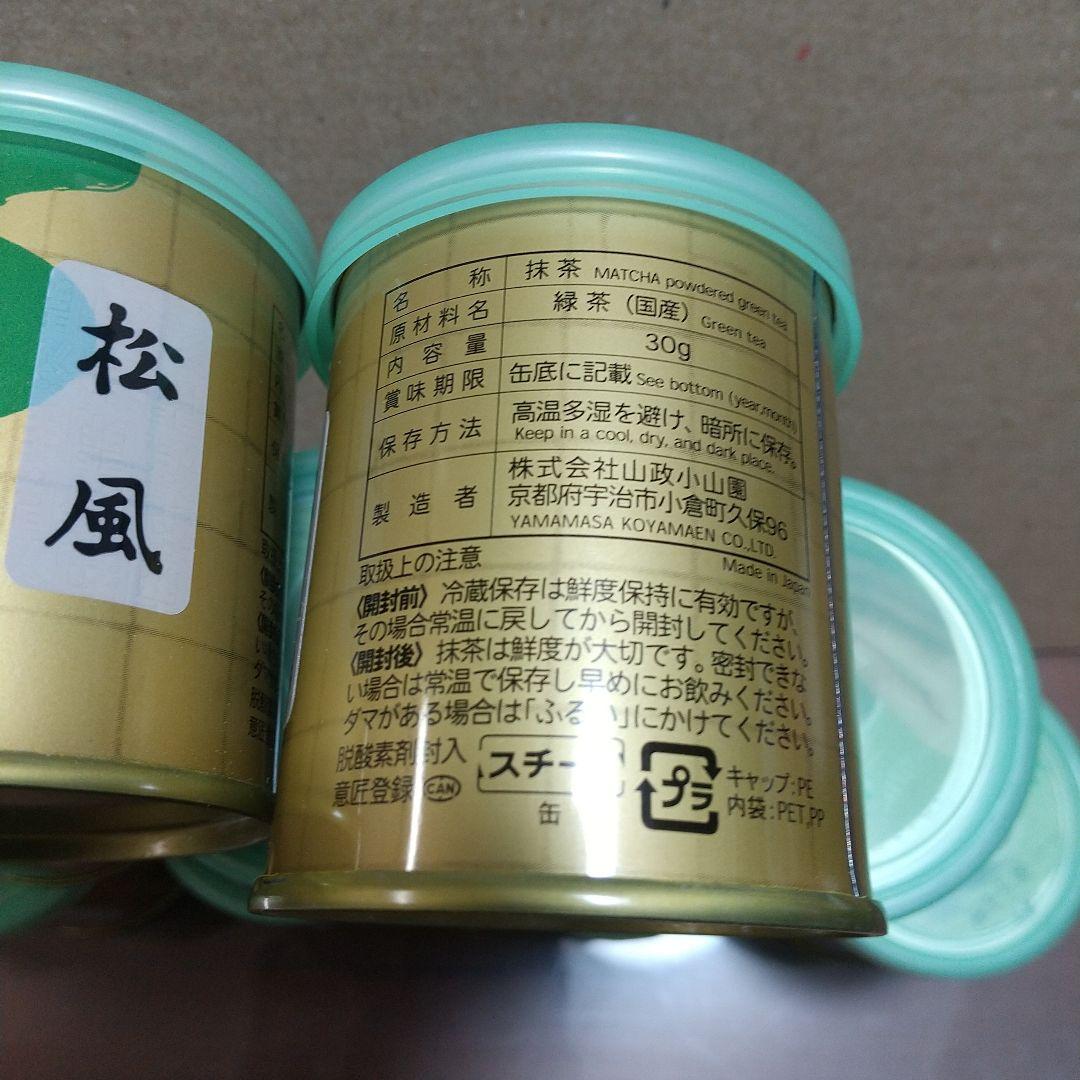 松風
名称 抹茶 MATCHA powdered green tea
原材料名 緑茶（国産） Green tea
内容量 30g
賞味期限 缶底に記載 See bottom (year,month)
保存方法 高温多湿を避け、暗所に保存。
Keep in a cool, dry, and dark place.
製造者 株式会社山政小山園
京都府宇治市小倉町久保96
YAMAMASA KOYAMAEN CO.,LTD.
Made in Japan
取扱上の注意
〈開封前〉冷蔵保存は鮮度保持に有効ですが、
その場合常温に戻してから開封してください。
〈開封後〉抹茶は鮮度が大切です。密封できな
い場合は常温で保存し早めにお飲みください。
ダマがある場合は「ふるい」にかけてください。
脱酸素剤封入
意匠登録 CAN
スチール
缶
プラ
キャップ:PE
内袋:PET,PP